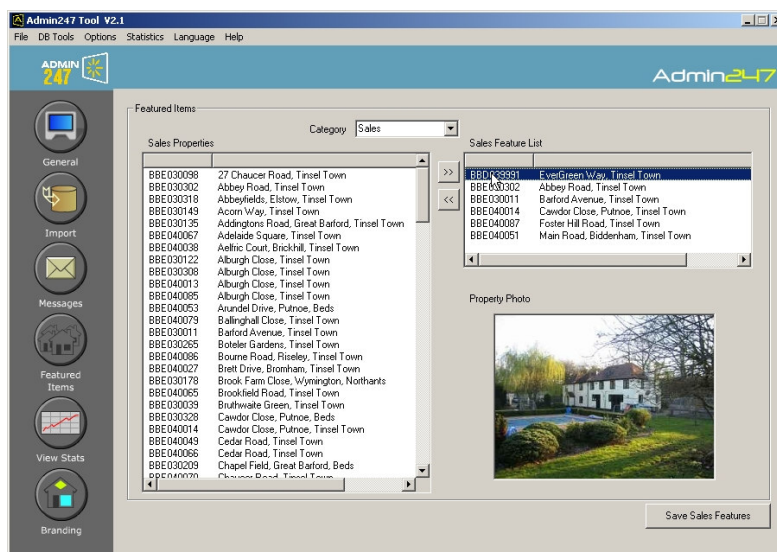 Admin247 Tool V2.1
File DB Tools Options Statistics Language Help
ADMIN
247
Admin247
General
Import
Messages
Featured
Items
View Stats
Branding
Featured Items
Category Sales
Sales Properties
BBE030098 27 Chaucer Road, Tinsel Town
BBE030302 Abbey Road, Tinsel Town
BBE030318 Abbeyfields, Elstow, Tinsel Town
BBE030149 Acorn Way, Tinsel Town
BBE030135 Addingtons Road, Great Barford, Tinsel Town
BBE040067 Adelaide Square, Tinsel Town
BBE040038 Aelfric Court, Brickhill, Tinsel Town
BBE030122 Alburgh Close, Tinsel Town
BBE030308 Alburgh Close, Tinsel Town
BBE040013 Alburgh Close, Tinsel Town
BBE040085 Alburgh Close, Tinsel Town
BBE040053 Arundel Drive, Putnoe, Beds
BBE040079 Ballinghall Close, Tinsel Town
BBE030011 Barford Avenue, Tinsel Town
BBE030265 Boteler Gardens, Tinsel Town
BBE040086 Bourne Road, Riseley, Tinsel Town
BBE040027 Brett Drive, Bromham, Tinsel Town
BBE030178 Brook Farm Close, Wymington, Northants
BBE040065 Brookfield Road, Tinsel Town
BBE030039 Bruthwaite Green, Tinsel Town
BBE030328 Cawdor Close, Putnoe, Beds
BBE040014 Cawdor Close, Putnoe, Tinsel Town
BBE040049 Cedar Road, Tinsel Town
BBE040066 Cedar Road, Tinsel Town
BBE030209 Chapel Field, Great Barford, Beds
BBE040070 Chaucer Road, Tinsel Town
>>
<<
Sales Feature List
BBD039991 EverGreen Way, Tinsel Town
BBE030302 Abbey Road, Tinsel Town
BBE030011 Barford Avenue, Tinsel Town
BBE040014 Cawdor Close, Putnoe, Tinsel Town
BBE040087 Foster Hill Road, Tinsel Town
BBE040051 Main Road, Biddenham, Tinsel Town
Property Photo
Save Sales Features